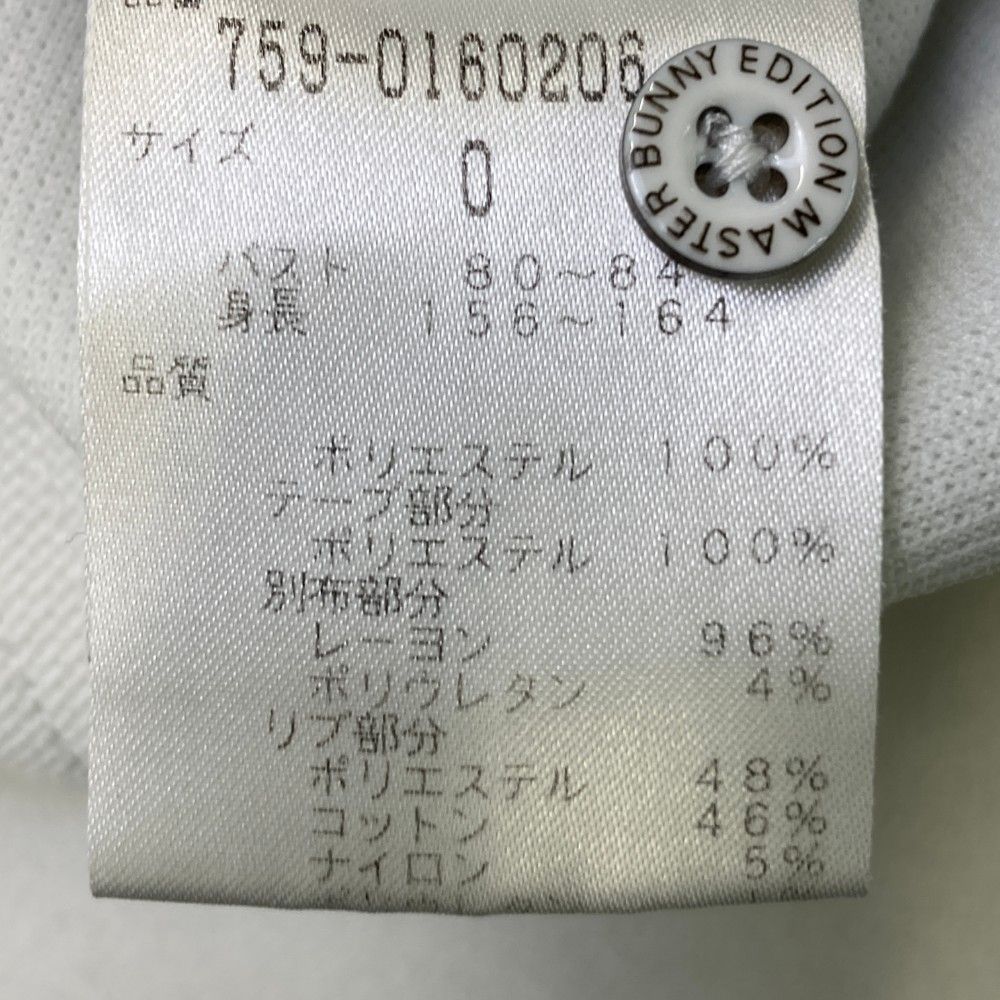 品番
759-0160206
MASTER BUNNY EDITION
サイズ
0
バスト 80~84
身長 156~164
品質
ポリエステル 100%
テープ部分
ポリエステル 100%
別布部分
レーヨン 96%
ポリウレタン 4%
リブ部分
ポリエステル 48%
コットン 46%
ナイロン 5%